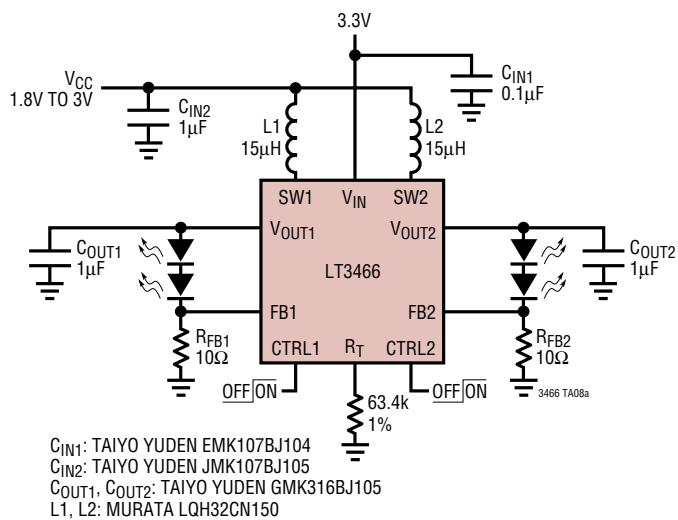 3.3V
VCC
1.8V TO 3V
CIN2
1µF
L1
15µH
L2
15µH
CIN1
0.1µF
SW1 VIN SW2
VOUT1 VOUT2
LT3466
FB1 FB2
CTRL1 RT CTRL2
COUT1
1µF
COUT2
1µF
RFB1
10Ω
RFB2
10Ω
OFF ON
OFF ON
63.4k
1%
3466 TA08a
CIN1: TAIYO YUDEN EMK107BJ104
CIN2: TAIYO YUDEN JMK107BJ105
COUT1, COUT2: TAIYO YUDEN GMK316BJ105
L1, L2: MURATA LQH32CN150